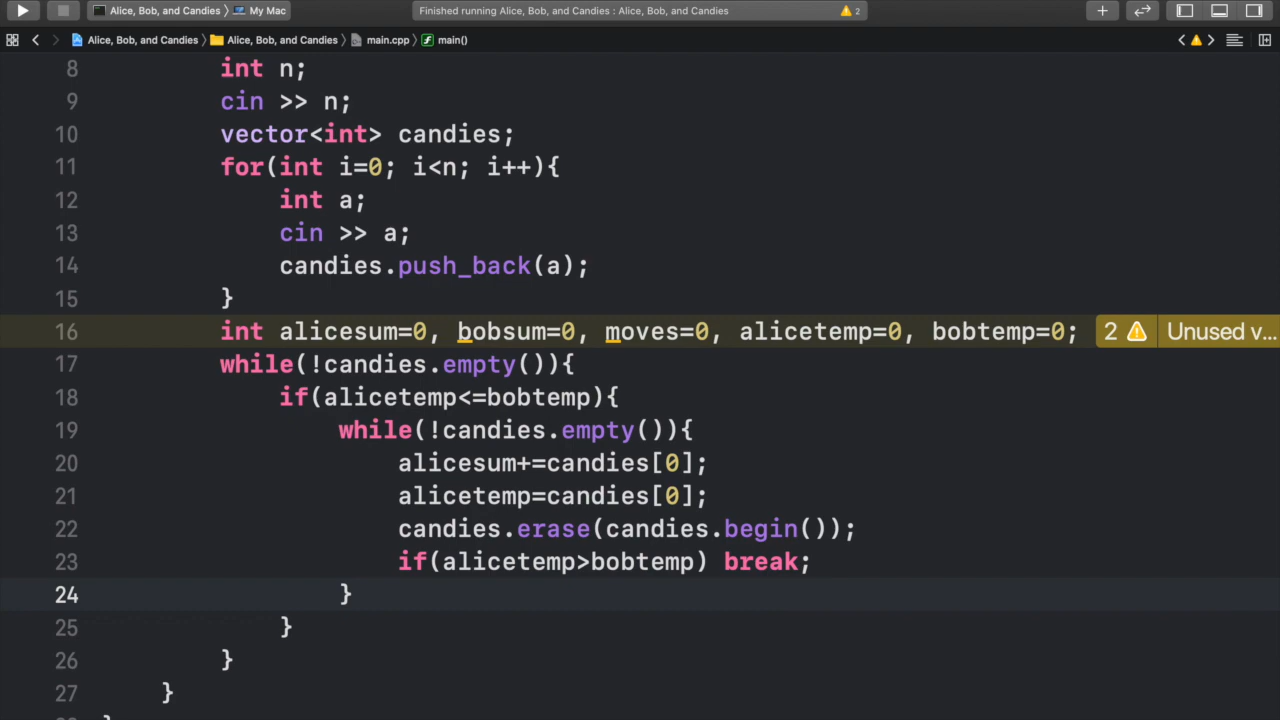 Alice, Bob, and Candies › My Mac
Finished running Alice, Bob, and Candies : Alice, Bob, and Candies
2
Alice, Bob, and Candies › Alice, Bob, and Candies › main.cpp › main()
8 int n;
9 cin >> n;
10 vector<int> candies;
11 for(int i=0; i<n; i++){
12 int a;
13 cin >> a;
14 candies.push_back(a);
15 }
16 int alicesum=0, bobsum=0, moves=0, alicetemp=0, bobtemp=0; 2 Unused v...
17 while(!candies.empty()){
18 if(alicetemp<=bobtemp){
19 while(!candies.empty()){
20 alicesum+=candies[0];
21 alicetemp=candies[0];
22 candies.erase(candies.begin());
23 if(alicetemp>bobtemp) break;
24 }
25 }
26 }
27 }